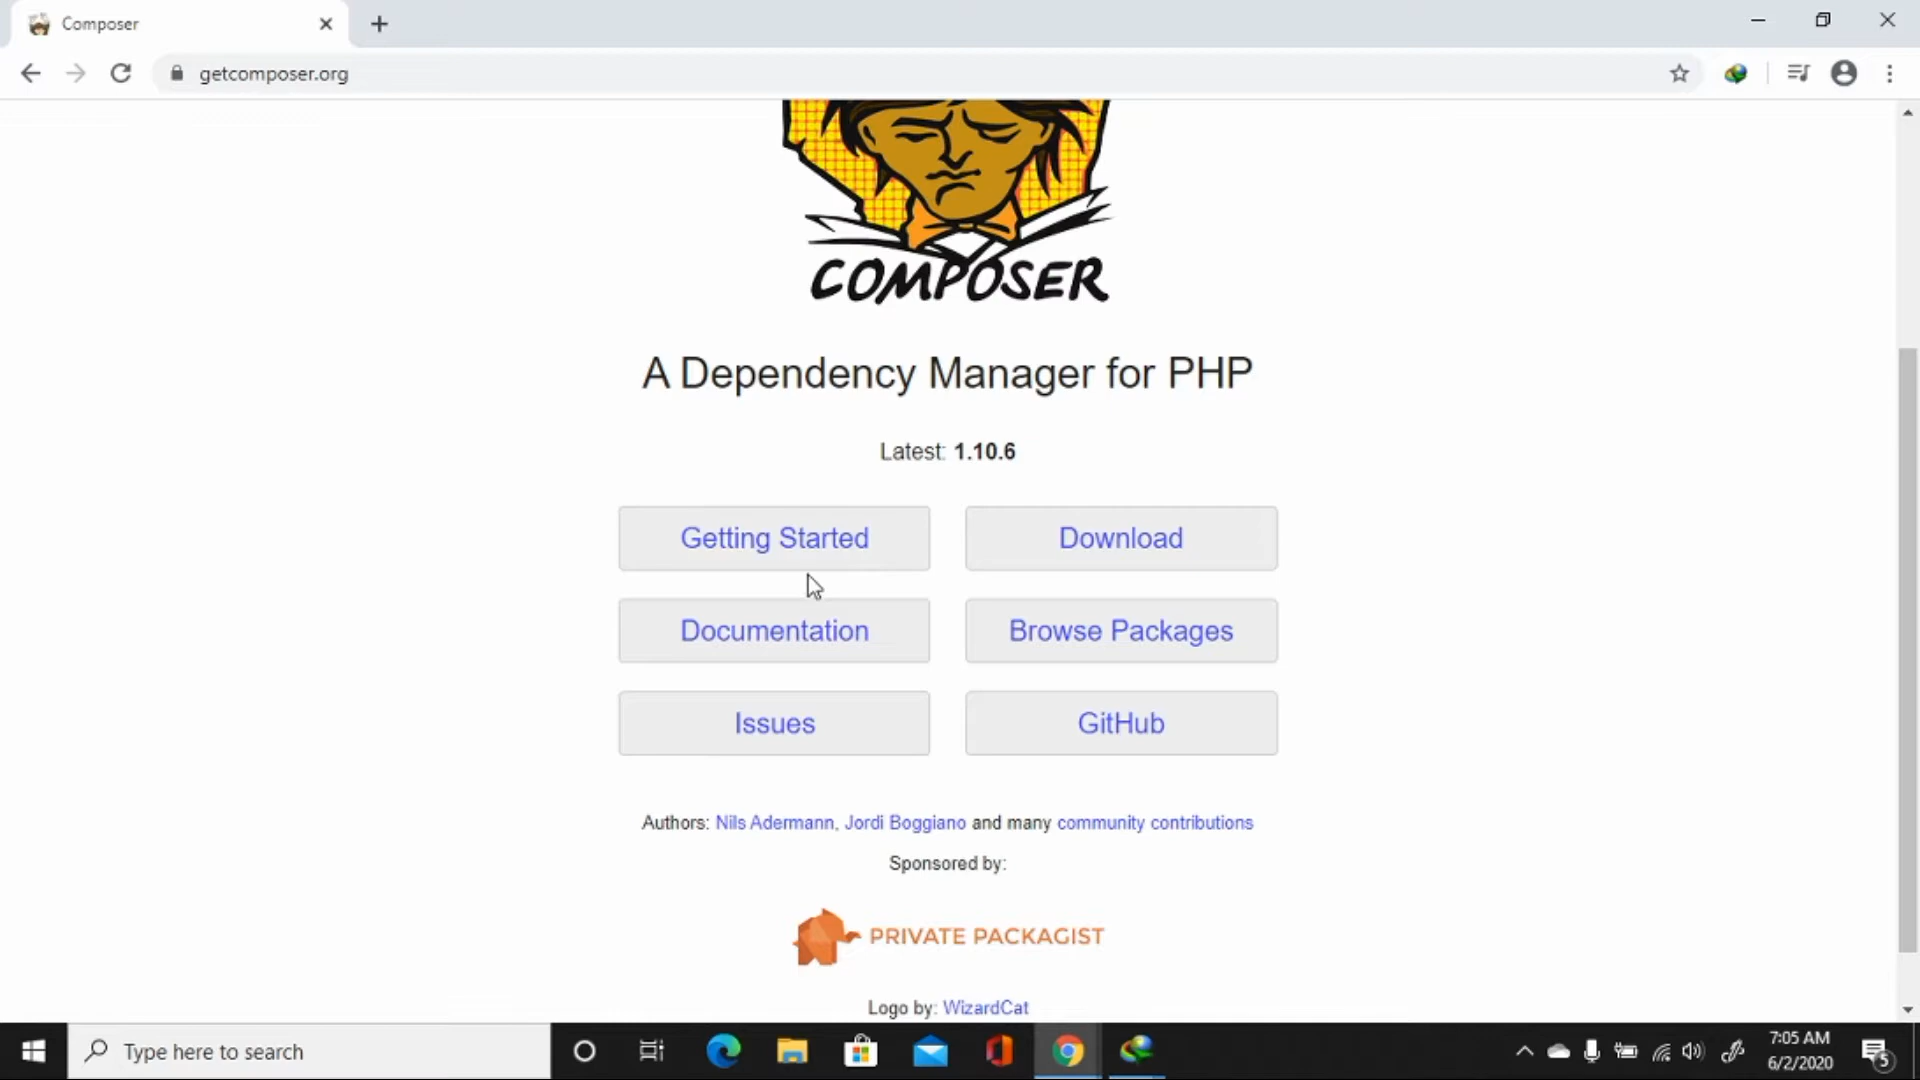 Composer
getcomposer.org
COMPOSER
A Dependency Manager for PHP
Latest: 1.10.6
Getting Started
Download
Documentation
Browse Packages
Issues
GitHub
Authors: Nils Adermann, Jordi Boggiano and many community contributions
Sponsored by:
PRIVATE PACKAGIST
Logo by: WizardCat
Type here to search
7:05 AM
6/2/2020
5